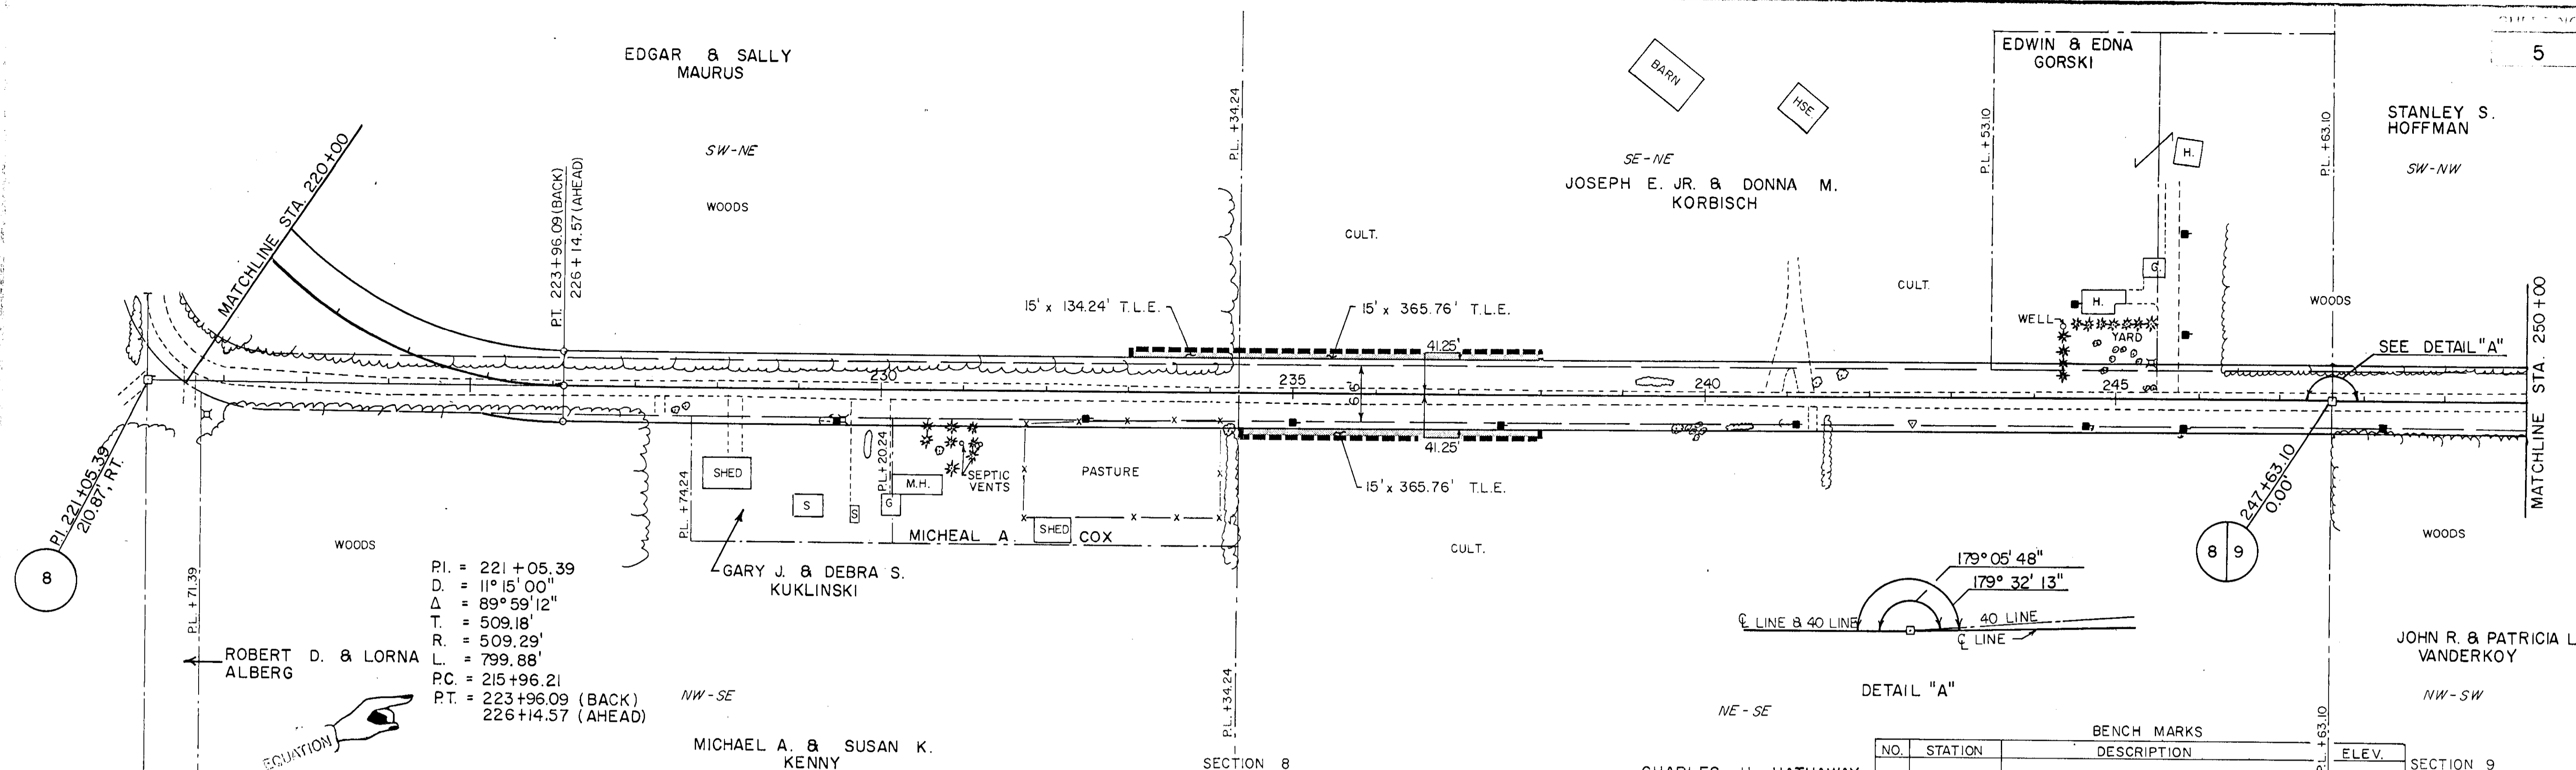 5
EDGAR & SALLY
MAURUS
SW-NE
WOODS
MATCHLINE STA. 220+00
P.T. 223+96.09 (BACK)
226+14.57 (AHEAD)
P.L. +34.24
BARN
HSE.
SE-NE
JOSEPH E. JR. & DONNA M.
KORBISCH
CULT.
CULT.
EDWIN & EDNA
GORSKI
P.L. +53.10
H.
G.
H.
WELL
YARD
P.L. +63.10
STANLEY S.
HOFFMAN
SW-NW
WOODS
SEE DETAIL "A"
MATCHLINE STA. 250+00
15' x 134.24' T.L.E.
15' x 365.76' T.L.E.
41.25'
230
235
240
245
66'
41.25'
15' x 365.76' T.L.E.
P.I. 221+05.39
210.87', RT.
8
WOODS
P.L. +71.39
P.L. +74.24
SHED
S
S
P.L. +20.24
G
M.H.
SEPTIC
VENTS
PASTURE
SHED
MICHEAL A. COX
GARY J. & DEBRA S.
KUKLINSKI
CULT.
247+63.10
0.00'
8 9
WOODS
P.I. = 221+05.39
D. = 11° 15' 00"
Δ = 89° 59' 12"
T. = 509.18'
R. = 509.29'
L. = 799.88'
P.C. = 215+96.21
P.T. = 223+96.09 (BACK)
226+14.57 (AHEAD)
EQUATION
ROBERT D. & LORNA
ALBERG
NW-SE
MICHAEL A. & SUSAN K.
KENNY
P.L. +34.24
SECTION 8
179° 05' 48"
179° 32' 13"
℄ LINE & 40 LINE
40 LINE
℄ LINE
DETAIL "A"
NE-SE
JOHN R. & PATRICIA L
VANDERKOY
NW-SW
P.L. +63.10
BENCH MARKS
NO. STATION DESCRIPTION ELEV.
SECTION 9